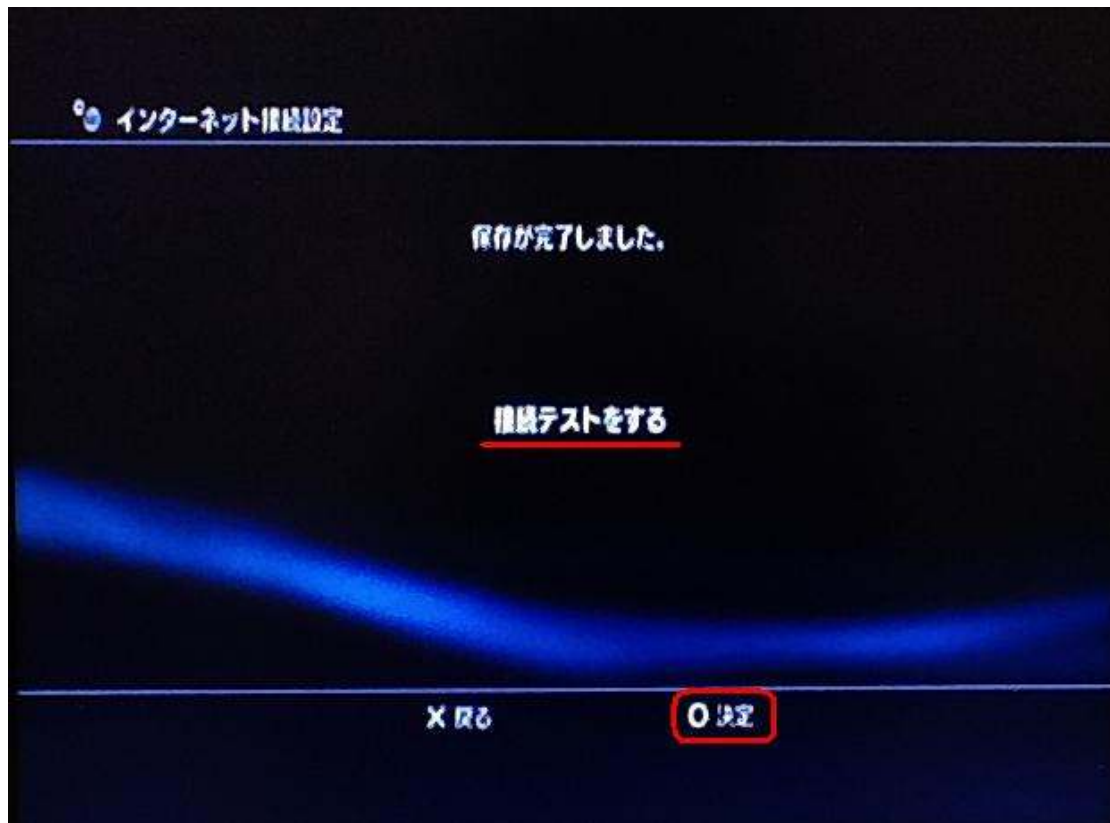 インターネット接続設定
保存が完了しました。
接続テストをする
× 戻る
○ 決定